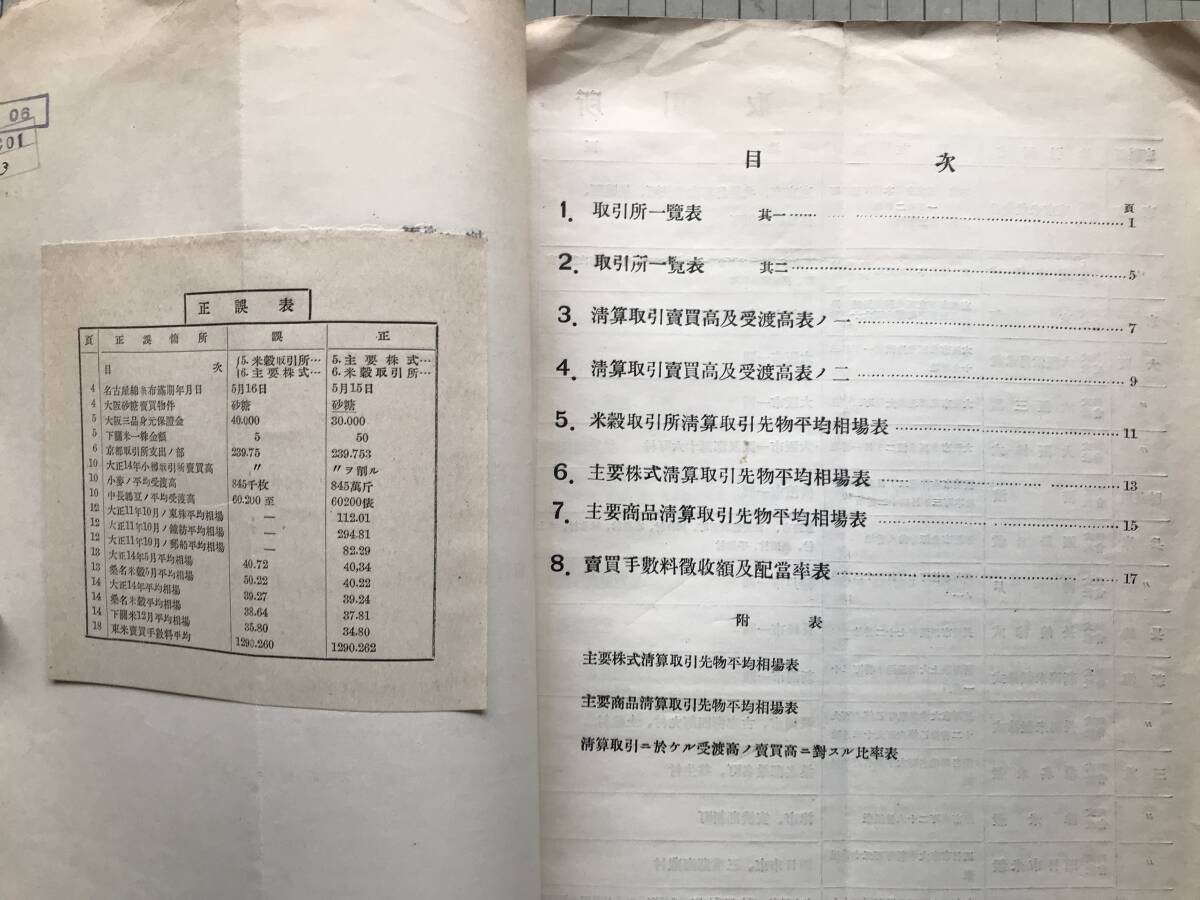 06
C01
3
正誤表
頁 正誤箇所 誤 正
目次 {5. 米穀取引所… 5. 主要株式…
{6. 主要株式… 6. 米穀取引所…
4 名古屋綿糸布滿期年月日 5月16日 5月15日
4 大阪砂糖賣買物件 砂糖 砂糖
5 大阪三品身元保證金 40.000 30.000
5 下關米一株金額 5 50
6 京都取引所支出ノ部 239.75 239.753
10 大正14年小樽取引所賣買高 〃 〃ヲ削ル
10 小麥ノ平均受渡高 845千枚 845萬斤
10 中長鶉豆ノ平均受渡高 60.200 至 60200俵
12 大正11年10月ノ東株平均相場 — 112.01
12 大正11年10月ノ鐘紡平均相場 — 294.81
12 大正11年10月ノ郵船平均相場 — 82.29
13 大正14年5月平均相場 40.72 40,34
13 桑名米穀5月平均相場 50.22 40.22
14 大正14年平均相場 39.27 39.24
14 桑名米穀平均相場 38.64 37.81
14 下關米12月平均相場 35.80 34.80
18 東米賣買手數料平均 1290.260 1290.262
目次
頁
1. 取引所一覽表 其一…… 1
2. 取引所一覽表 其二…… 5
3. 淸算取引賣買高及受渡高表ノ一…… 7
4. 淸算取引賣買高及受渡高表ノ二…… 9
5. 米穀取引所淸算取引先物平均相場表…… 11
6. 主要株式淸算取引先物平均相場表…… 13
7. 主要商品淸算取引先物平均相場表…… 15
8. 賣買手數料徵收額及配當率表…… 17
附表
主要株式淸算取引先物平均相場表
主要商品淸算取引先物平均相場表
淸算取引ニ於ケル受渡高ノ賣買高ニ對スル比率表